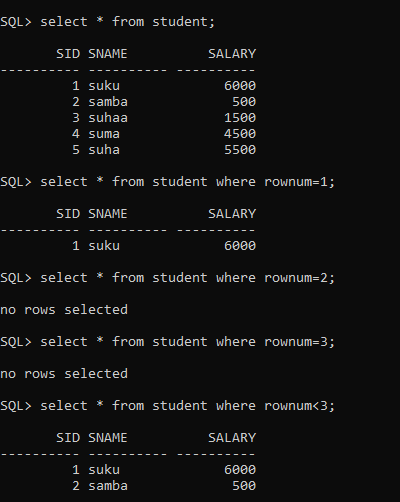 SQL> select * from student;
       SID SNAME          SALARY
---------- ---------- ----------
         1 suku             6000
         2 samba             500
         3 suhaa            1500
         4 suma             4500
         5 suha             5500
SQL> select * from student where rownum=1;
       SID SNAME          SALARY
---------- ---------- ----------
         1 suku             6000
SQL> select * from student where rownum=2;
no rows selected
SQL> select * from student where rownum=3;
no rows selected
SQL> select * from student where rownum<3;
       SID SNAME          SALARY
---------- ---------- ----------
         1 suku             6000
         2 samba             500